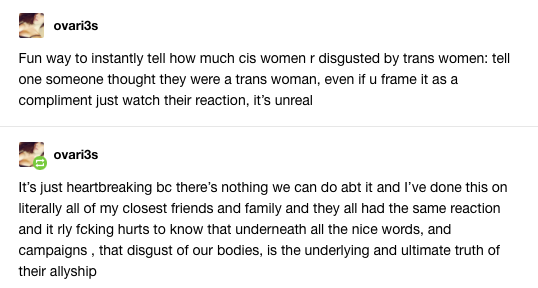 ovari3s
Fun way to instantly tell how much cis women r disgusted by trans women: tell
one someone thought they were a trans woman, even if u frame it as a
compliment just watch their reaction, it's unreal
ovari3s
It's just heartbreaking bc there's nothing we can do abt it and I've done this on
literally all of my closest friends and family and they all had the same reaction
and it rly fcking hurts to know that underneath all the nice words, and
campaigns , that disgust of our bodies, is the underlying and ultimate truth of
their allyship